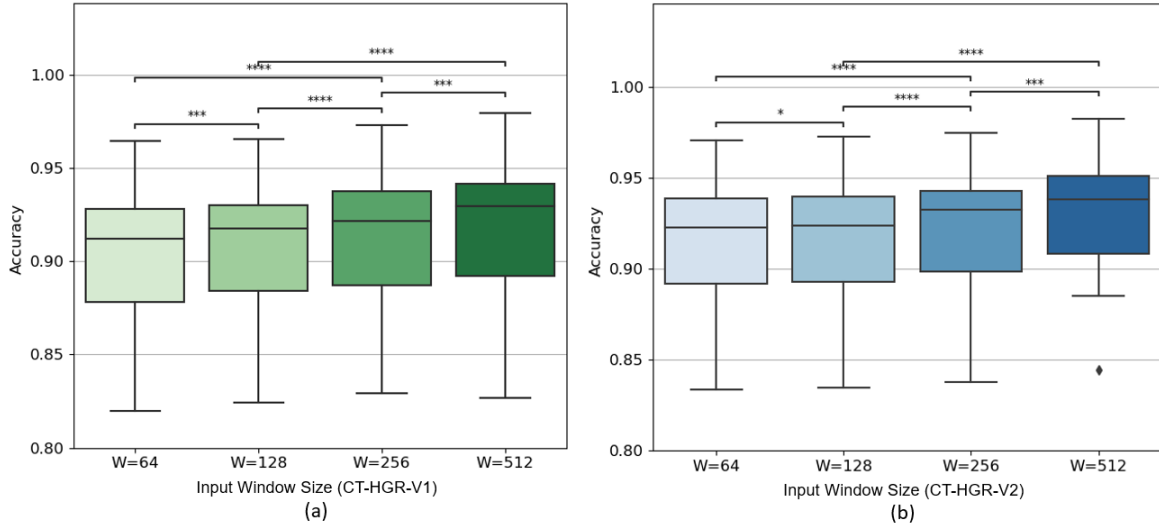 ****
****
***
****
***
1.00
0.95
0.90
0.85
0.80
Accuracy
W=64 W=128 W=256 W=512
Input Window Size (CT-HGR-V1)
(a)
****
****
***
****
*
1.00
0.95
0.90
0.85
0.80
Accuracy
W=64 W=128 W=256 W=512
Input Window Size (CT-HGR-V2)
(b)